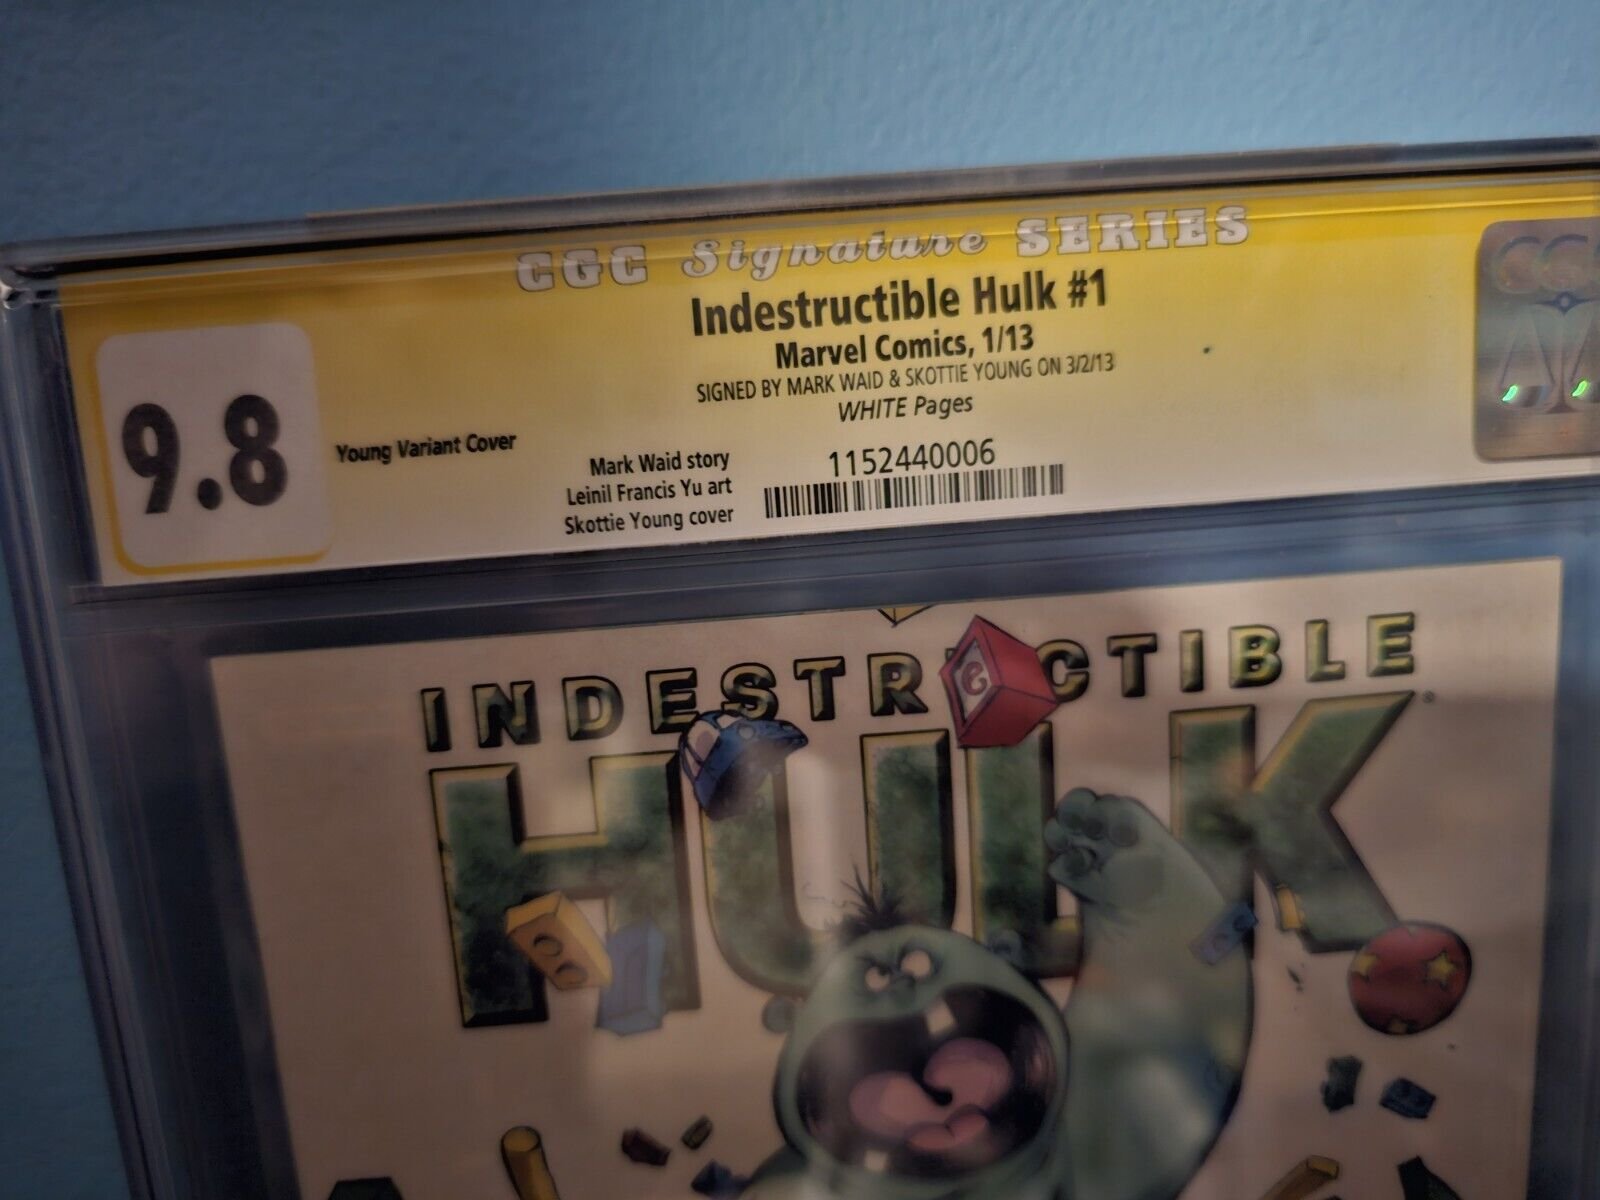 CGC Signature SERIES
Indestructible Hulk #1
Marvel Comics, 1/13
SIGNED BY MARK WAID & SKOTTIE YOUNG ON 3/2/13
WHITE Pages
9.8
Young Variant Cover
Mark Waid story
Leinil Francis Yu art
Skottie Young cover
1152440006
CGC
INDESTRUCTIBLE
HULK
e